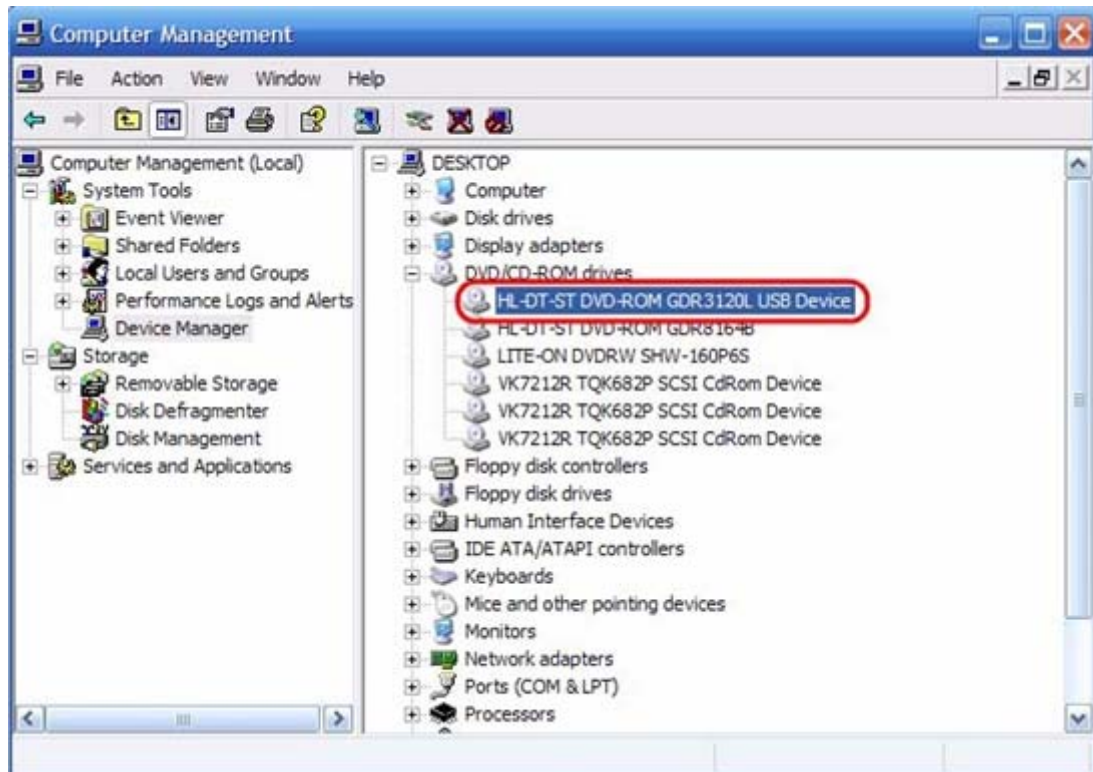 Computer Management
File Action View Window Help
Computer Management (Local)
System Tools
Event Viewer
Shared Folders
Local Users and Groups
Performance Logs and Alerts
Device Manager
Storage
Removable Storage
Disk Defragmenter
Disk Management
Services and Applications
DESKTOP
Computer
Disk drives
Display adapters
DVD/CD-ROM drives
HL-DT-ST DVD-ROM GDR3120L USB Device
HL-DT-ST DVD-ROM GDR8164B
LITE-ON DVDRW SHW-160P6S
VK7212R TQK682P SCSI CdRom Device
VK7212R TQK682P SCSI CdRom Device
VK7212R TQK682P SCSI CdRom Device
Floppy disk controllers
Floppy disk drives
Human Interface Devices
IDE ATA/ATAPI controllers
Keyboards
Mice and other pointing devices
Monitors
Network adapters
Ports (COM & LPT)
Processors